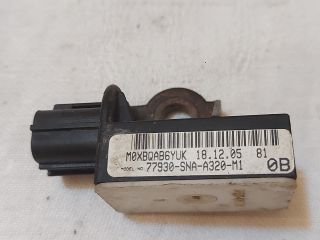 M0XBQAB6YUK 18.12.05 81
MODEL NO 77930-SNA-A320-M1
0B